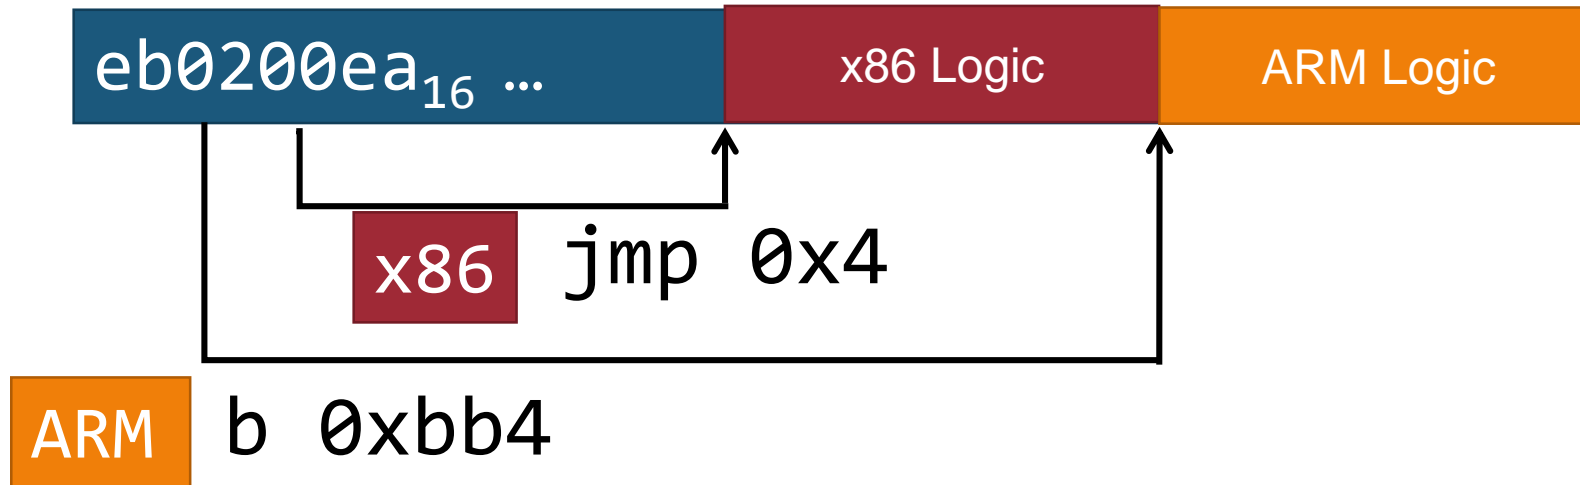 eb0200ea16 …
x86 Logic
ARM Logic
x86 jmp 0x4
ARM b 0xbb4